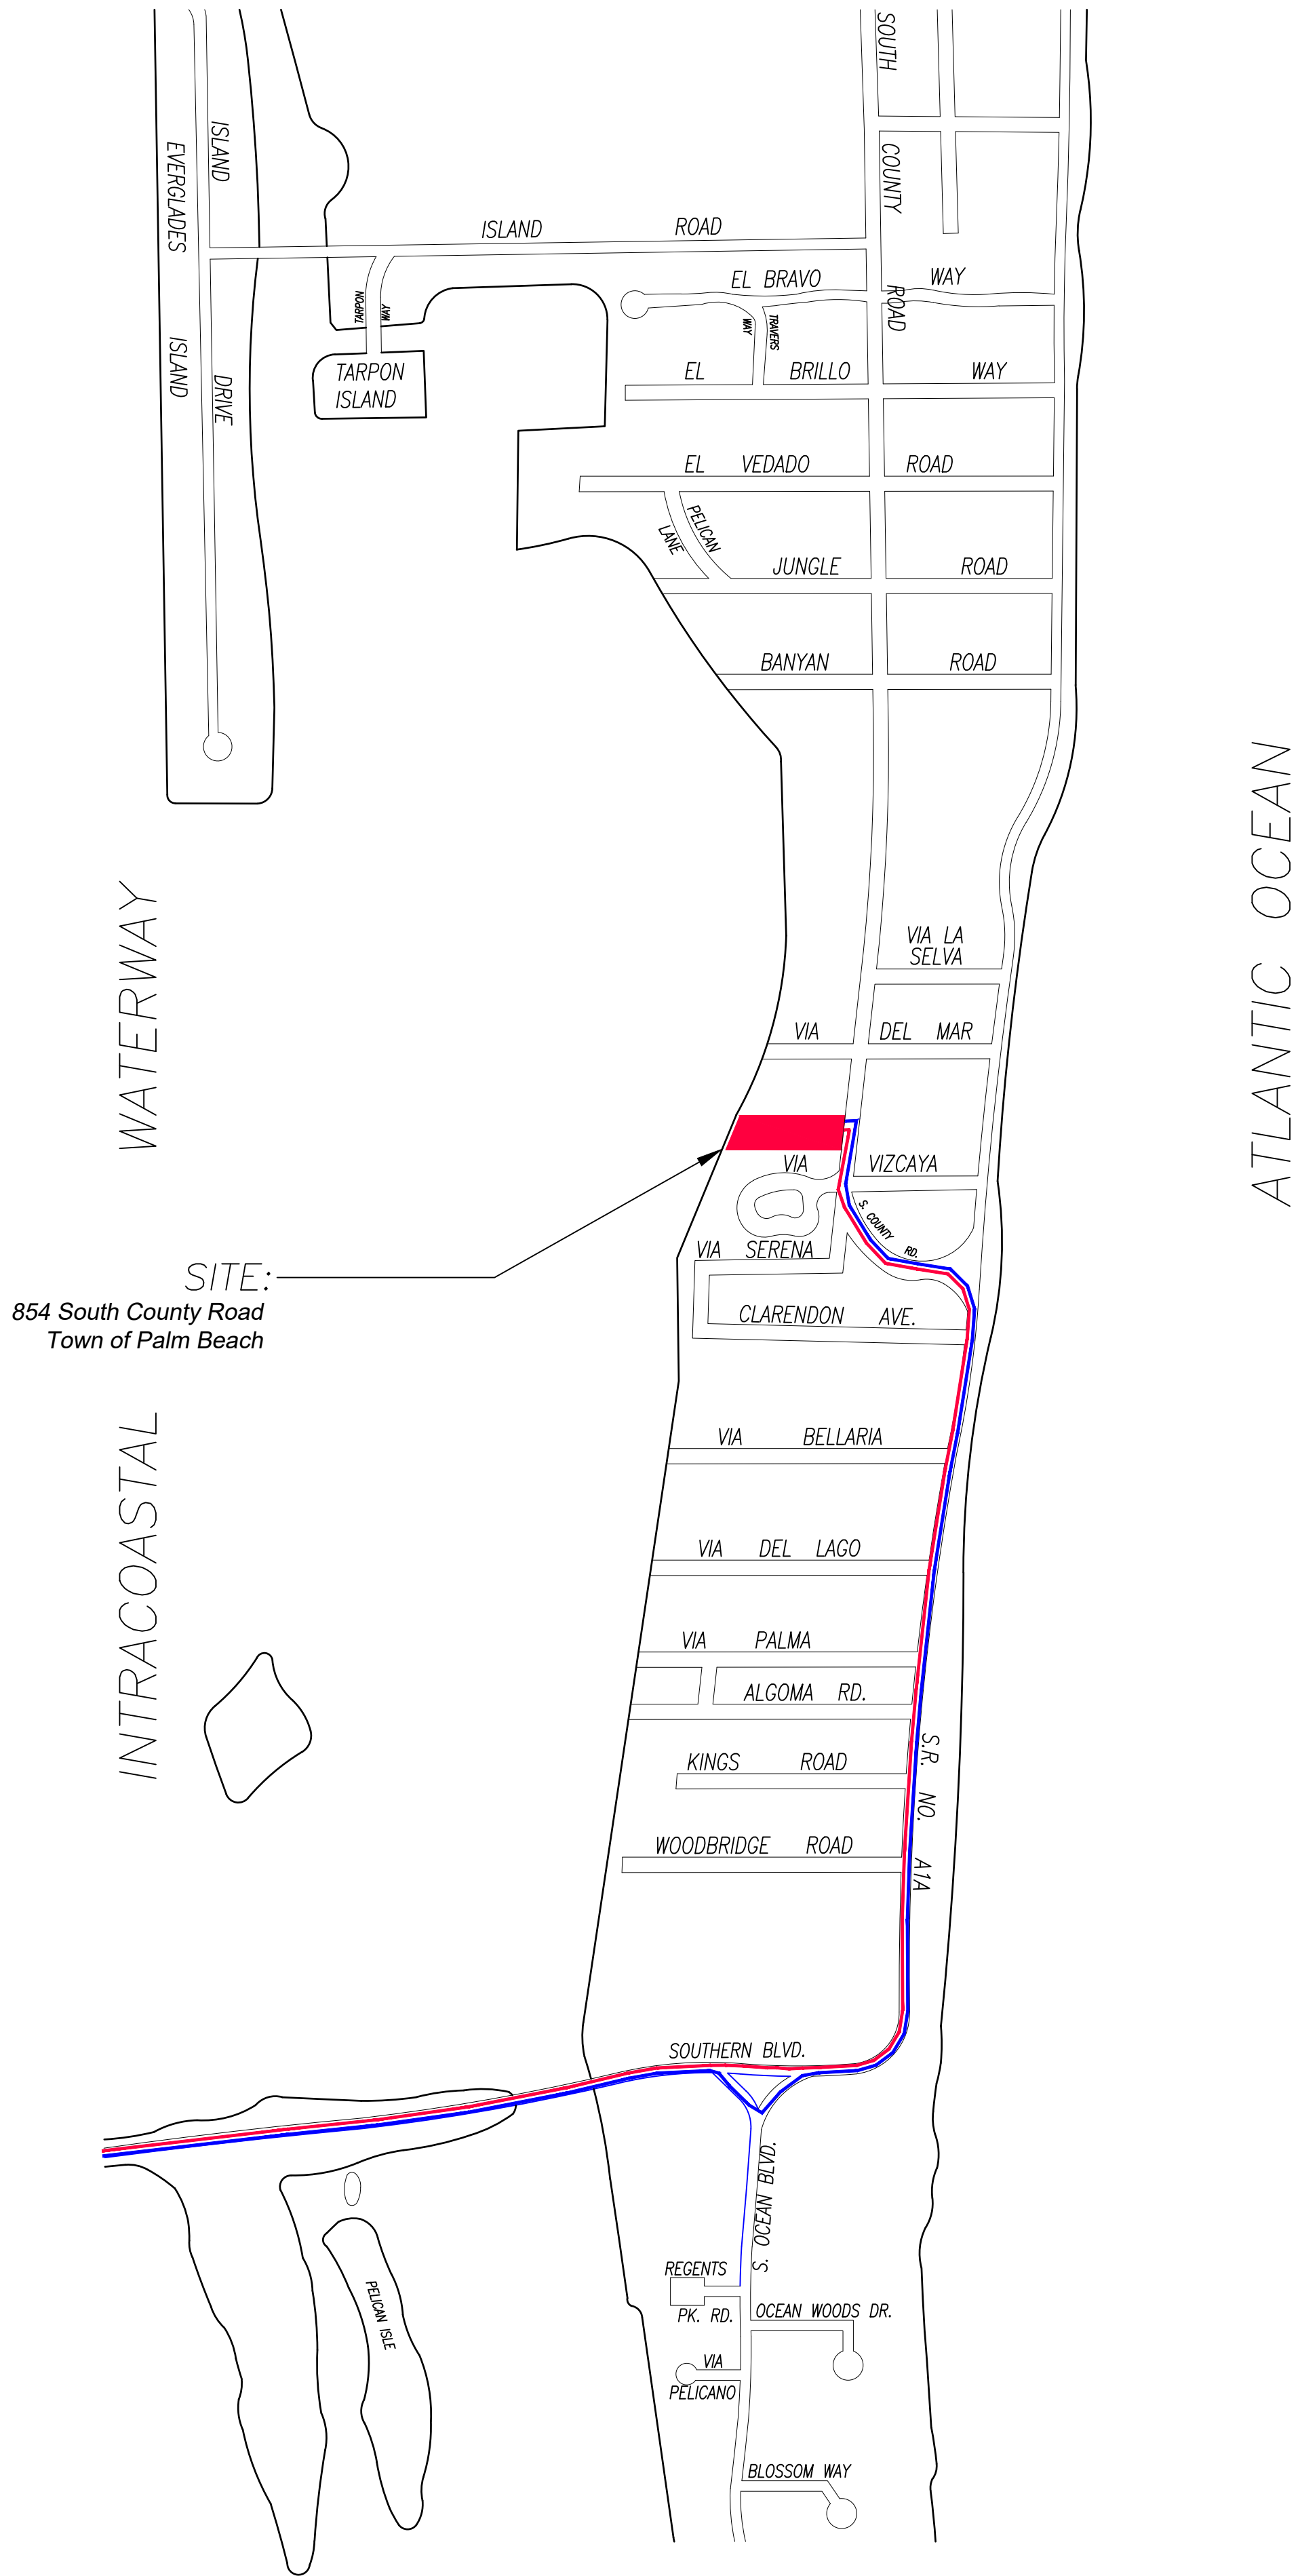 SOUTH
COUNTY
ROAD
ISLAND
EVERGLADES
ISLAND ROAD
EL BRAVO WAY
TARPON
WAY
WAY
TRAVERS
ISLAND
DRIVE
TARPON
ISLAND
EL BRILLO WAY
EL VEDADO ROAD
PELICAN
LANE
JUNGLE ROAD
BANYAN ROAD
ATLANTIC OCEAN
WATERWAY
VIA LA
SELVA
VIA DEL MAR
VIA VIZCAYA
S. COUNTY RD.
VIA SERENA
SITE:
854 South County Road
Town of Palm Beach
CLARENDON AVE.
INTRACOASTAL
VIA BELLARIA
VIA DEL LAGO
VIA PALMA
ALGOMA RD.
S.R. NO. A1A
KINGS ROAD
WOODBRIDGE ROAD
SOUTHERN BLVD.
S. OCEAN BLVD.
REGENTS
PK. RD.
OCEAN WOODS DR.
PELICAN ISLE
VIA
PELICANO
BLOSSOM WAY